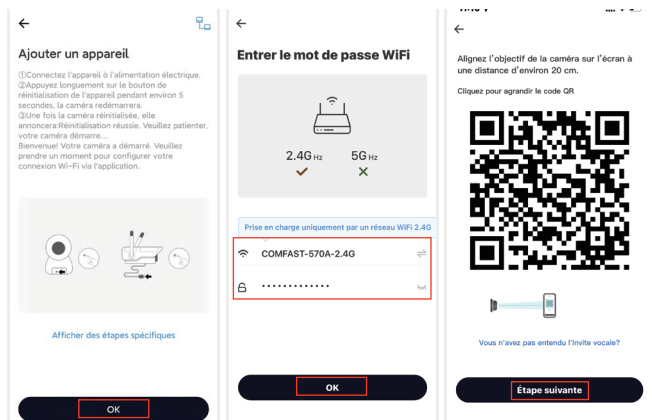 Ajouter un appareil
①Connectez l'appareil à l'alimentation électrique.
②Appuyez longuement sur le bouton de
réinitialisation de l'appareil pendant environ 5
secondes, la caméra redémarrera.
③Une fois la caméra réinitialisée, elle
annoncera:Réinitialisation réussie. Veuillez patienter,
votre caméra démarre...
Bienvenue! Votre caméra a démarré. Veuillez
prendre un moment pour configurer votre
connexion Wi-Fi via l'application.
Afficher des étapes spécifiques
OK
Entrer le mot de passe WiFi
2.4G Hz
5G Hz
Prise en charge uniquement par un réseau WiFi 2.4G
COMFAST-570A-2.4G
OK
Alignez l'objectif de la caméra sur l'écran à
une distance d'environ 20 cm.
Cliquez pour agrandir le code QR
Vous n'avez pas entendu l'invite vocale?
Étape suivante